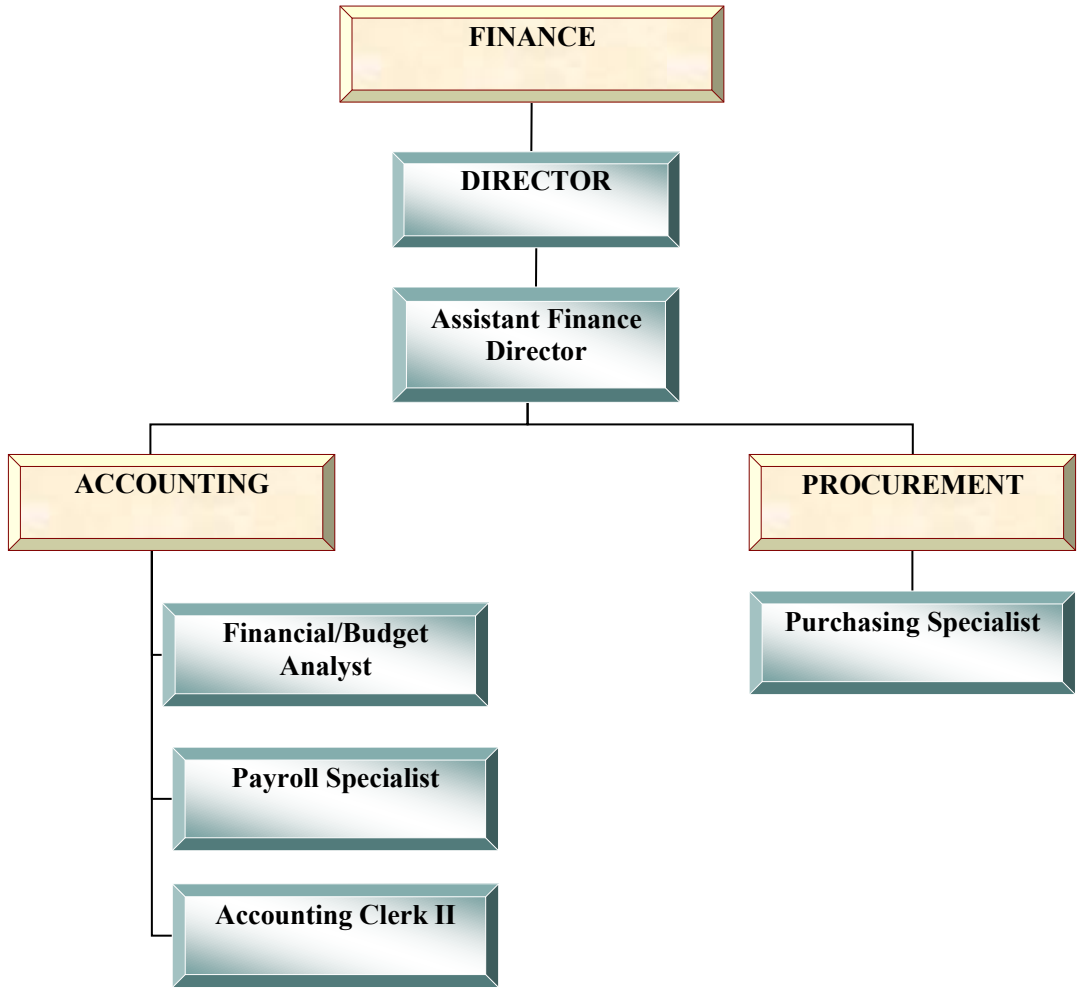 FINANCE
DIRECTOR
Assistant Finance
Director
ACCOUNTING
PROCUREMENT
Financial/Budget
Analyst
Purchasing Specialist
Payroll Specialist
Accounting Clerk II